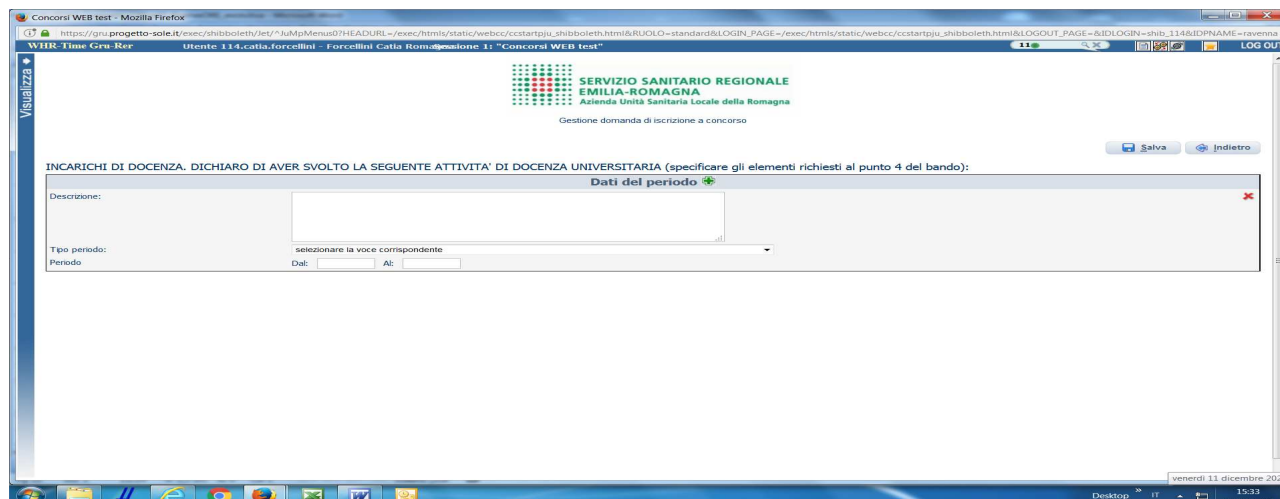 Concorsi WEB test - Mozilla Firefox
https://gru.progetto-sole.it/exec/shibboleth/Jet/^JuMpMenus0?HEADURL=/exec/htmls/static/webcc/ccstartpju_shibboleth.html&RUOLO=standard&LOGIN_PAGE=/exec/htmls/static/webcc/ccstartpju_shibboleth.html&LOGOUT_PAGE=&IDLOGIN=shib_114&IDPNAME=ravenna
WHR-Time Gru-Rer Utente 114.catia.forcellini - Forcellini Catia 1: "Concorsi WEB test" 11 LOG OUT
Visualizza
SERVIZIO SANITARIO REGIONALE
EMILIA-ROMAGNA
Azienda Unità Sanitaria Locale della Romagna
Gestione domanda di iscrizione a concorso
Salva Indietro
INCARICHI DI DOCENZA. DICHIARO DI AVER SVOLTO LA SEGUENTE ATTIVITA' DI DOCENZA UNIVERSITARIA (specificare gli elementi richiesti al punto 4 del bando):
Dati del periodo
Descrizione:
Tipo periodo: selezionare la voce corrispondente
Periodo Dal: Al:
venerdì 11 dicembre 202
Desktop » IT 15:33